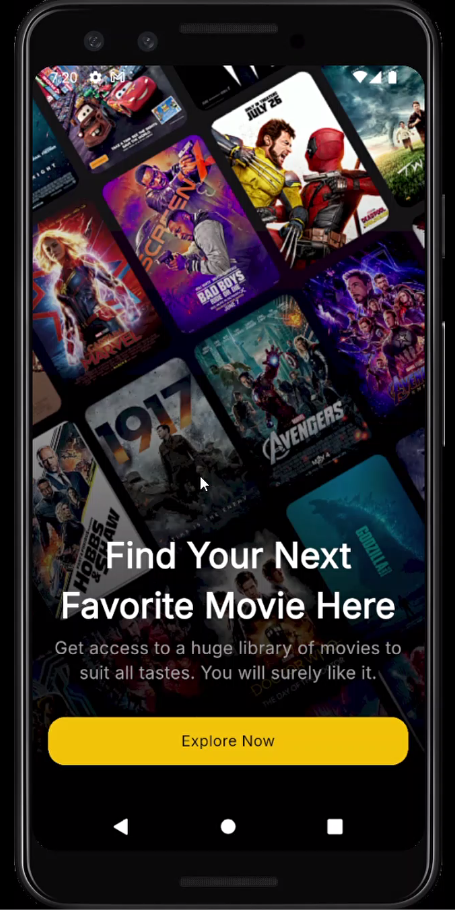 7:20
JULY 26
SCREENX
BAD BOYS
MARVEL
1917
AVENGERS
HOBBS
& SHAW
GODZILLA
Find Your Next
Favorite Movie Here
Get access to a huge library of movies to
suit all tastes. You will surely like it.
Explore Now